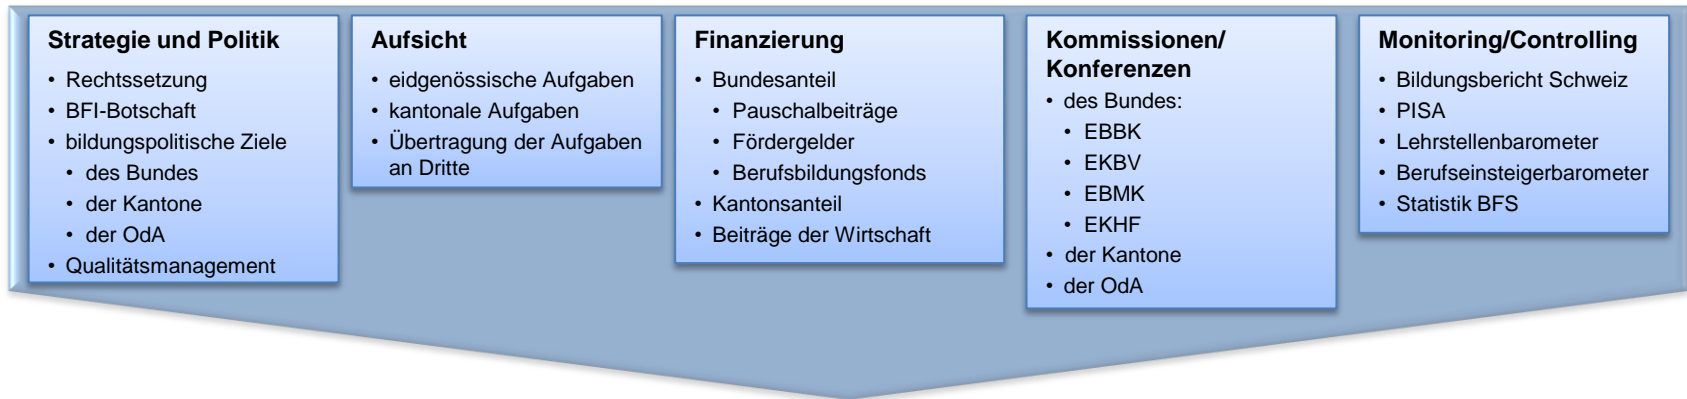 Strategie und Politik
• Rechtssetzung
• BFI-Botschaft
• bildungspolitische Ziele
• des Bundes
• der Kantone
• der OdA
• Qualitätsmanagement
Aufsicht
• eidgenössische Aufgaben
• kantonale Aufgaben
• Übertragung der Aufgaben
an Dritte
Finanzierung
• Bundesanteil
• Pauschalbeiträge
• Fördergelder
• Berufsbildungsfonds
• Kantonsanteil
• Beiträge der Wirtschaft
Kommissionen/
Konferenzen
• des Bundes:
• EBBK
• EKBV
• EBMK
• EKHF
• der Kantone
• der OdA
Monitoring/Controlling
• Bildungsbericht Schweiz
• PISA
• Lehrstellenbarometer
• Berufseinsteigerbarometer
• Statistik BFS